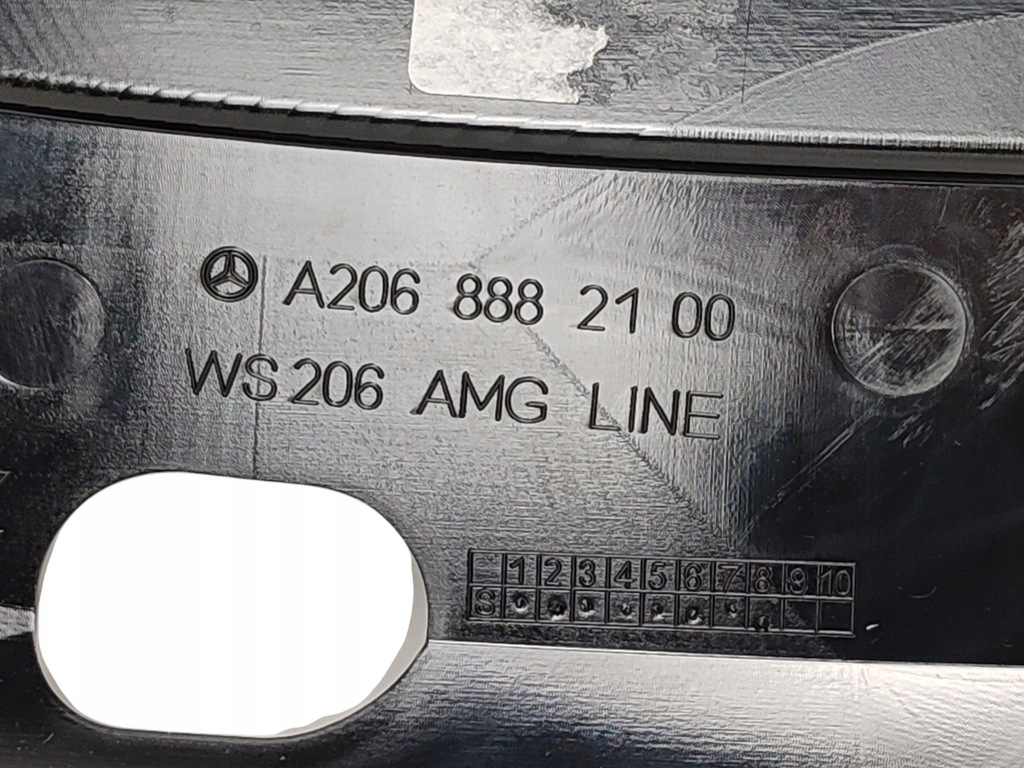 A206 888 21 00
WS206 AMG LINE
1 2 3 4 5 6 7 8 9 10
S